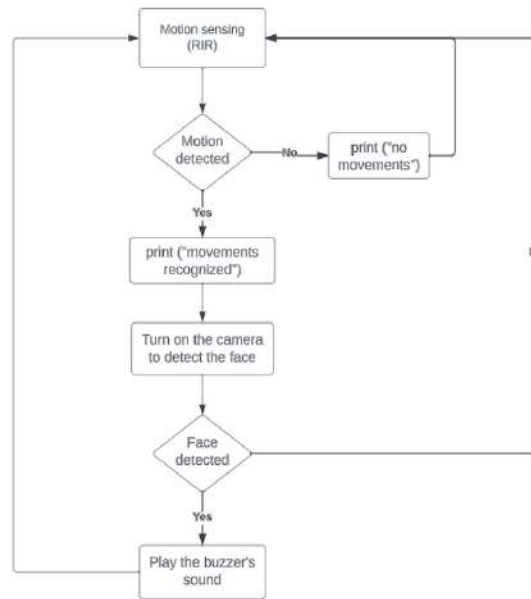 Motion sensing
(RIR)
Motion
detected
No
print ("no
movements")
Yes
print ("movements
recognized")
Turn on the camera
to detect the face
Face
detected
Yes
Play the buzzer's
sound